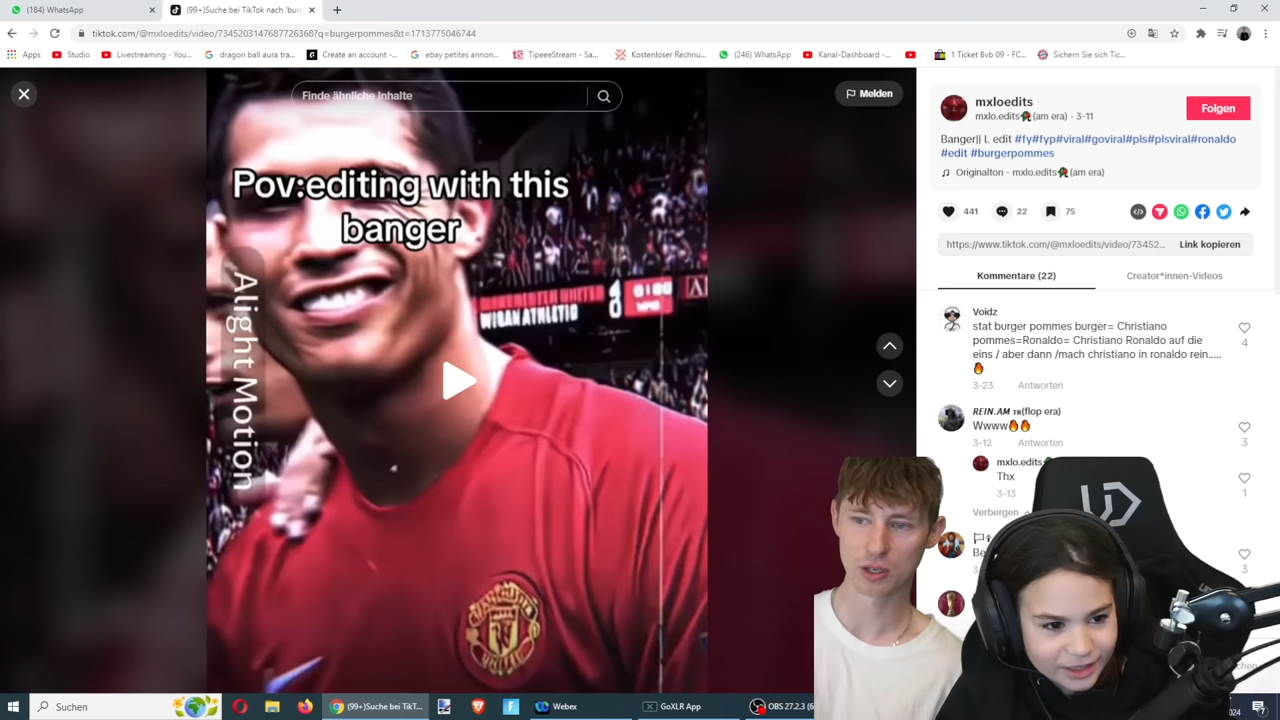 (184) WhatsApp
(99+)Suche bei TikTok nach 'burg
tiktok.com/@mxloedits/video/7345203147687726368?q=burgerpommes&t=1713775046744
Apps
Studio
Livestreaming - You...
dragon ball aura tra...
Create an account -...
ebay petites annon...
TipeeeStream - Sa...
Kostenloser Rechnu...
(246) WhatsApp
Kanal-Dashboard -...
1 Ticket Bvb 09 - FC...
Sichern Sie sich Tic...
Finde ähnliche Inhalte
Melden
Pov:editing with this
banger
Alight Motion
WIGAN ATHLETIC
mxloedits
mxlo.edits🥀(am era) · 3-11
Folgen
Banger|| L edit #fy#fyp#viral#goviral#pls#plsviral#ronaldo
#edit #burgerpommes
Originalton - mxlo.edits🥀(am era)
441
22
75
https://www.tiktok.com/@mxloedits/video/73452...
Link kopieren
Kommentare (22)
Creator*innen-Videos
Voidz
stat burger pommes burger= Christiano
pommes=Ronaldo= Christiano Ronaldo auf die
eins / aber dann /mach christiano in ronaldo rein.....
🔥
4
3-23
Antworten
REIN.AM ᴛʀ(flop era)
Wwww🔥🔥
3
3-12
Antworten
mxlo.edits
Thx
1
3-13
Verbergen
3
Suchen
(99+)Suche bei TikT...
Webex
GoXLR App
OBS 27.2.3 (6